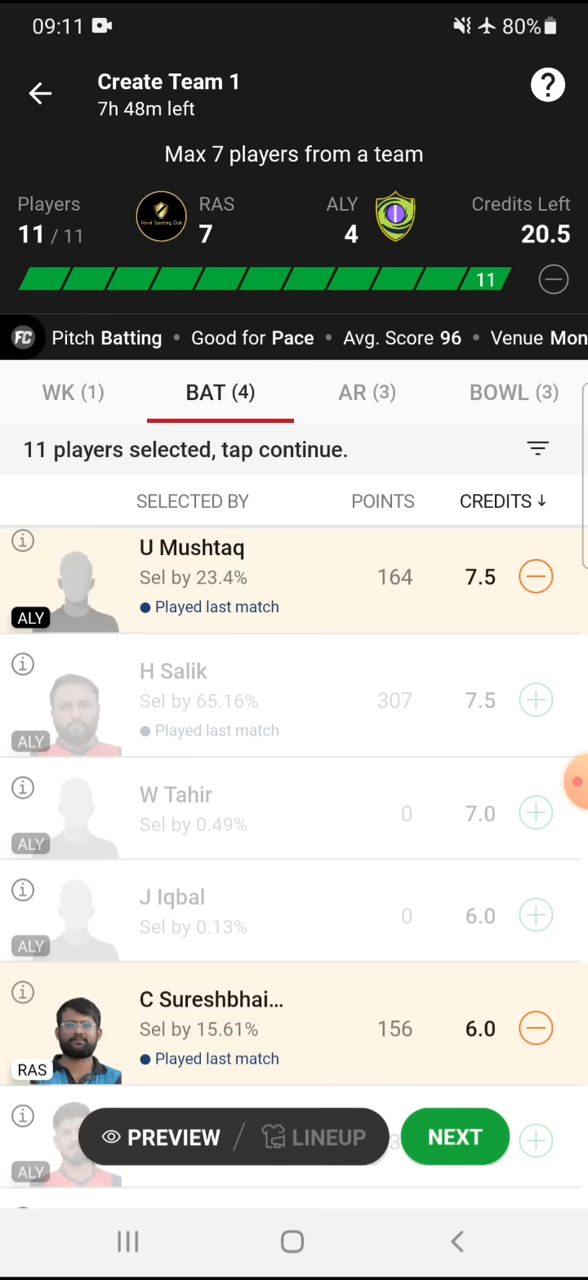 09:11 80%
Create Team 1
7h 48m left
?
Max 7 players from a team
Players RAS ALY Credits Left
11 / 11 7 4 20.5
11
FC Pitch Batting • Good for Pace • Avg. Score 96 • Venue Mon
WK (1) BAT (4) AR (3) BOWL (3)
11 players selected, tap continue.
SELECTED BY POINTS CREDITS ↓
U Mushtaq
Sel by 23.4% 164 7.5
Played last match
ALY
H Salik
Sel by 65.16% 307 7.5
Played last match
ALY
W Tahir
Sel by 0.49% 0 7.0
ALY
J Iqbal
Sel by 0.13% 0 6.0
ALY
C Sureshbhai...
Sel by 15.61% 156 6.0
Played last match
RAS
PREVIEW / LINEUP NEXT
ALY